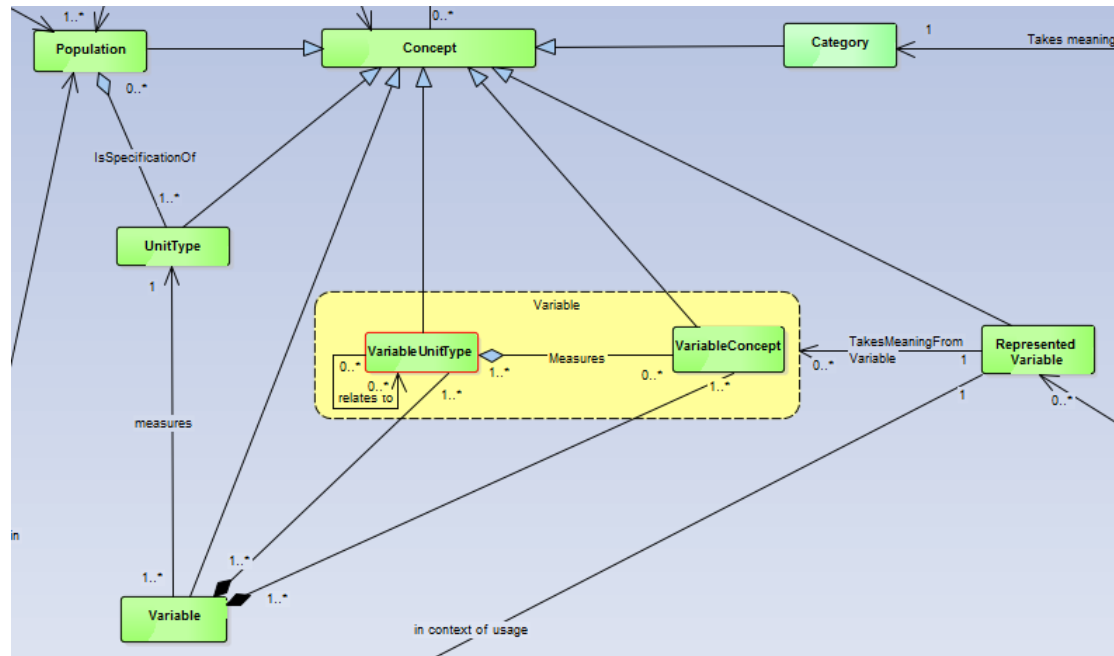 1..*
0..*
Population
Concept
Category
1
Takes meaning
0..*
IsSpecificationOf
1..*
UnitType
1
Variable
VariableUnitType
VariableConcept
Represented
Variable
TakesMeaningFrom
Variable
0..*
1
0..*
0..*
relates to
1..*
Measures
0..*
1..*
1..*
1
0..*
measures
in
1..*
1..*
1..*
Variable
in context of usage